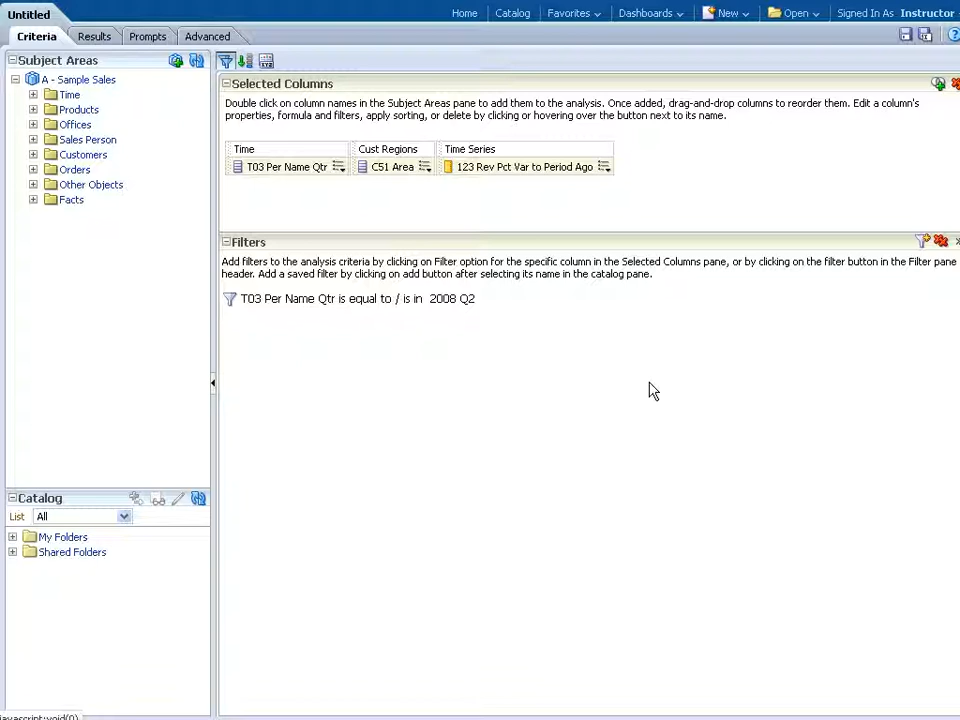 Untitled
Home
Catalog
Favorites
Dashboards
New
Open
Signed In As Instructor
Criteria
Results
Prompts
Advanced
Subject Areas
A - Sample Sales
Time
Products
Offices
Sales Person
Customers
Orders
Other Objects
Facts
Catalog
List All
My Folders
Shared Folders
Selected Columns
Double click on column names in the Subject Areas pane to add them to the analysis. Once added, drag-and-drop columns to reorder them. Edit a column's
properties, formula and filters, apply sorting, or delete by clicking or hovering over the button next to its name.
Time
Cust Regions
Time Series
T03 Per Name Qtr
C51 Area
123 Rev Pct Var to Period Ago
Filters
Add filters to the analysis criteria by clicking on Filter option for the specific column in the Selected Columns pane, or by clicking on the filter button in the Filter pane
header. Add a saved filter by clicking on add button after selecting its name in the catalog pane.
T03 Per Name Qtr is equal to / is in 2008 Q2